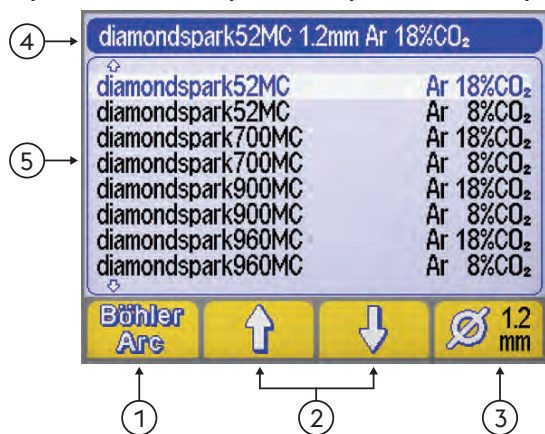 4 diamondspark52MC 1.2mm Ar 18%CO₂
diamondspark52MC Ar 18%CO₂
diamondspark52MC Ar 8%CO₂
diamondspark700MC Ar 18%CO₂
5 diamondspark700MC Ar 8%CO₂
diamondspark900MC Ar 18%CO₂
diamondspark900MC Ar 8%CO₂
diamondspark960MC Ar 18%CO₂
diamondspark960MC Ar 8%CO₂
Böhler 1.2
Arc mm
1 2 3